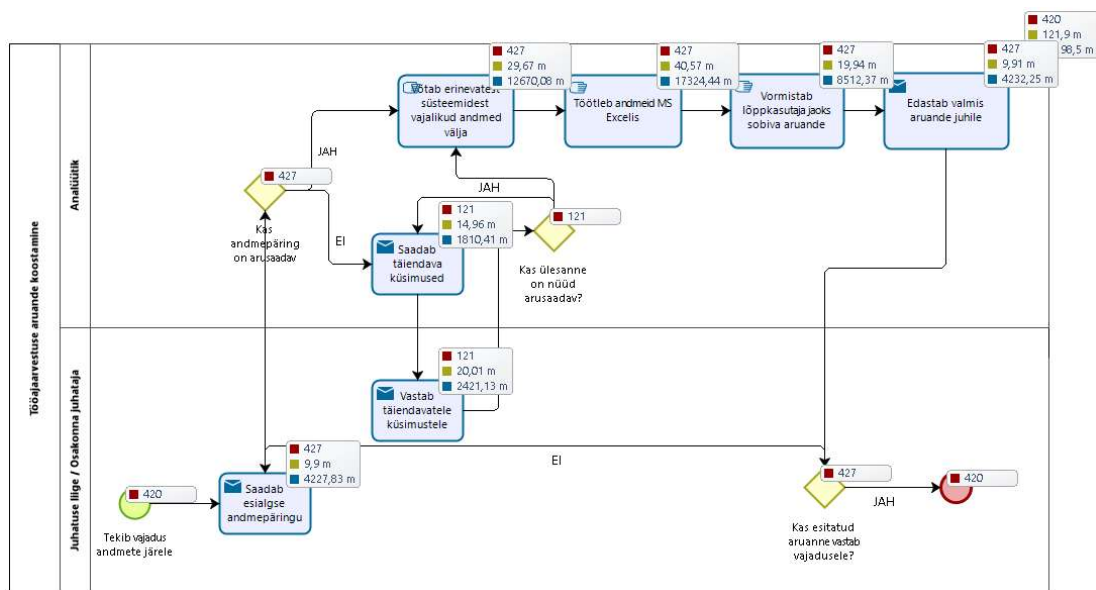 420
121,9 m
98,5 m
427
29,67 m
12670,08 m
427
40,57 m
17324,44 m
427
19,94 m
8512,37 m
427
9,91 m
4232,25 m
Tööajaarvestuse aruande koostamine
Analüütik
Võtab erinevatest
süsteemidest
vajalikud andmed
välja
Töötleb andmeid MS
Excelis
Vormistab
lõppkasutaja jaoks
sobiva aruande
Edastab valmis
aruande juhile
JAH
427
Kas
andmepäring
on arusaadav
EI
JAH
121
14,96 m
1810,41 m
121
Saadab
täiendava
küsimused
Kas ülesanne
on nüüd
arusaadav?
Juhatuse liige / Osakonna juhataja
121
20,01 m
2421,13 m
Vastab
täiendavatele
küsimustele
EI
427
9,9 m
4227,83 m
420
Saadab
esialgse
andmepäringu
Tekib vajadus
andmete järele
427
JAH
420
Kas esitatud
aruanne vastab
vajadusele?